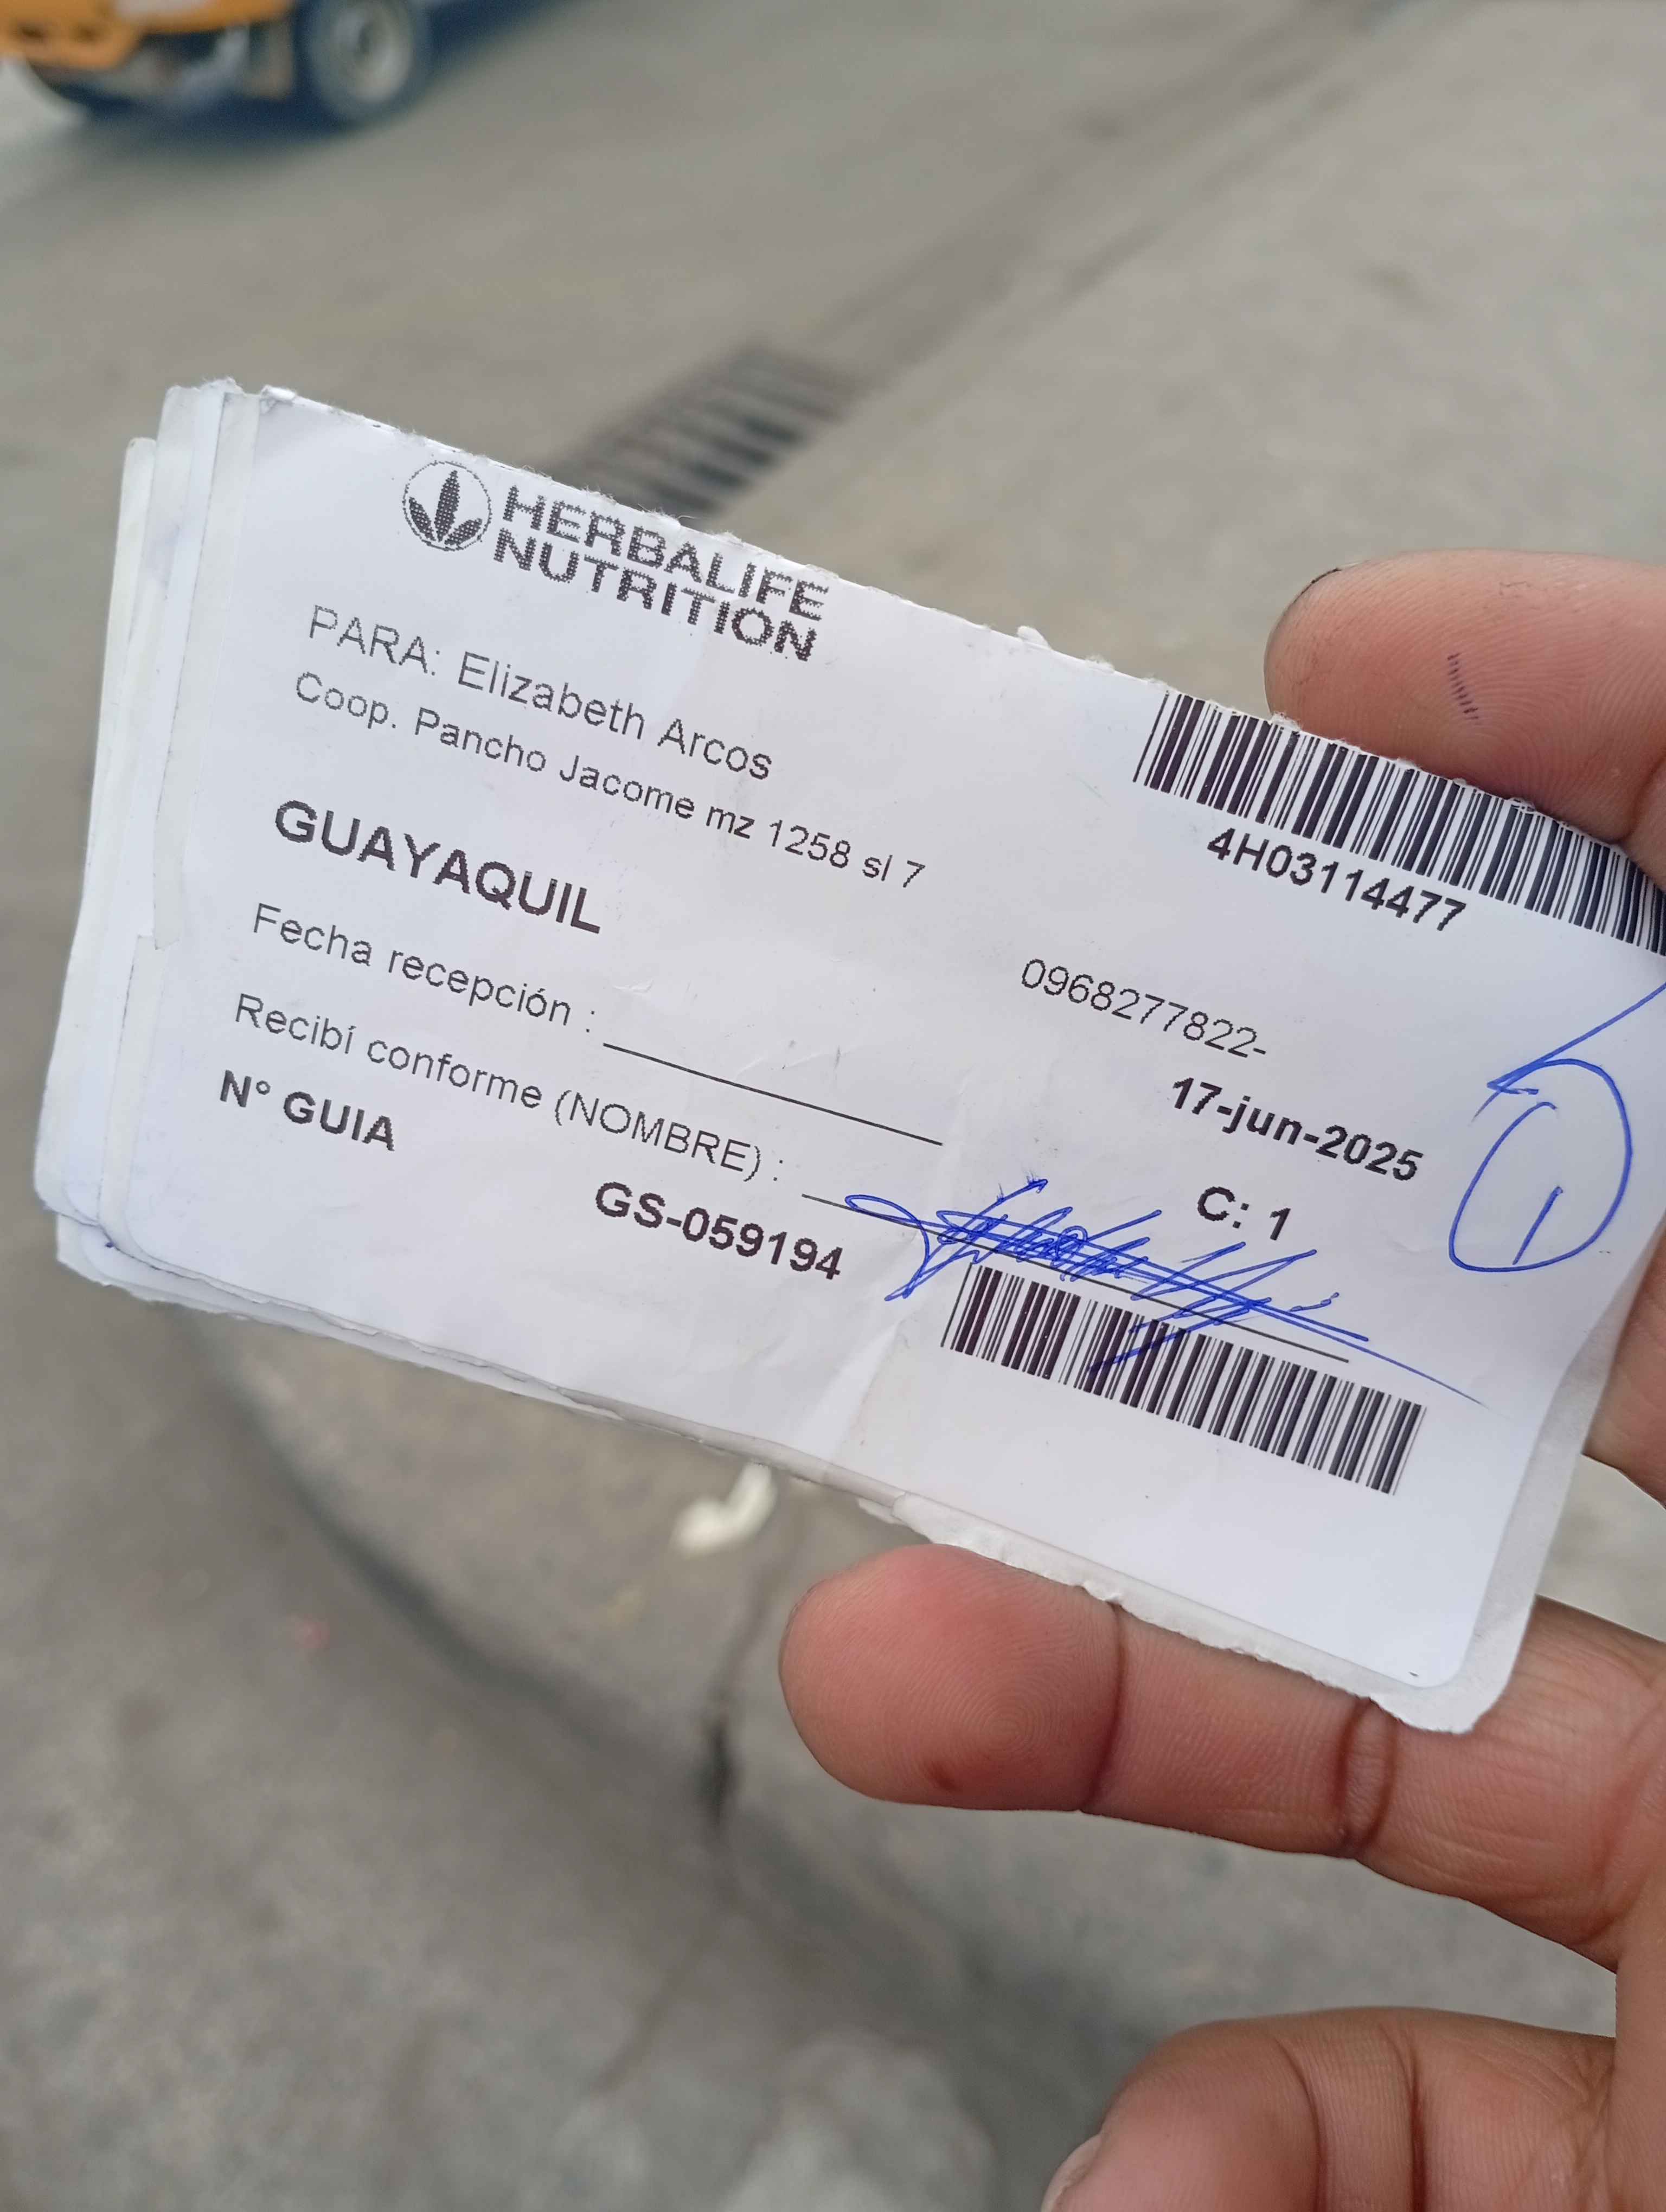 HERBALIFE
NUTRITION
PARA: Elizabeth Arcos
Coop. Pancho Jacome mz 1258 sl 7
4H03114477
GUAYAQUIL
0968277822-
Fecha recepción :
17-jun-2025
Recibí conforme (NOMBRE) :
C: 1
1
N° GUIA
GS-059194